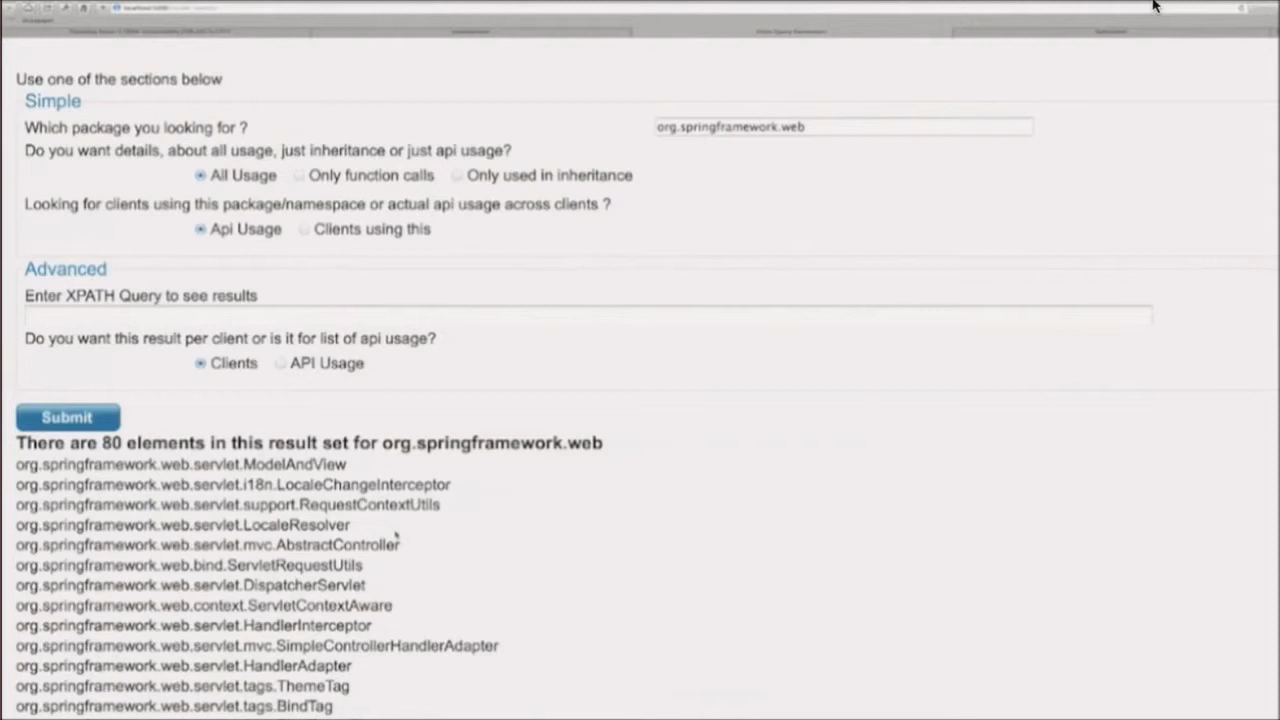 Use one of the sections below
Simple
Which package you looking for ?
org.springframework.web
Do you want details, about all usage, just inheritance or just api usage?
All Usage Only function calls Only used in inheritance
Looking for clients using this package/namespace or actual api usage across clients ?
Api Usage Clients using this
Advanced
Enter XPATH Query to see results
Do you want this result per client or is it for list of api usage?
Clients API Usage
Submit
There are 80 elements in this result set for org.springframework.web
org.springframework.web.servlet.ModelAndView
org.springframework.web.servlet.i18n.LocaleChangeInterceptor
org.springframework.web.servlet.support.RequestContextUtils
org.springframework.web.servlet.LocaleResolver
org.springframework.web.servlet.mvc.AbstractController
org.springframework.web.bind.ServletRequestUtils
org.springframework.web.servlet.DispatcherServlet
org.springframework.web.context.ServletContextAware
org.springframework.web.servlet.HandlerInterceptor
org.springframework.web.servlet.mvc.SimpleControllerHandlerAdapter
org.springframework.web.servlet.HandlerAdapter
org.springframework.web.servlet.tags.ThemeTag
org.springframework.web.servlet.tags.BindTag